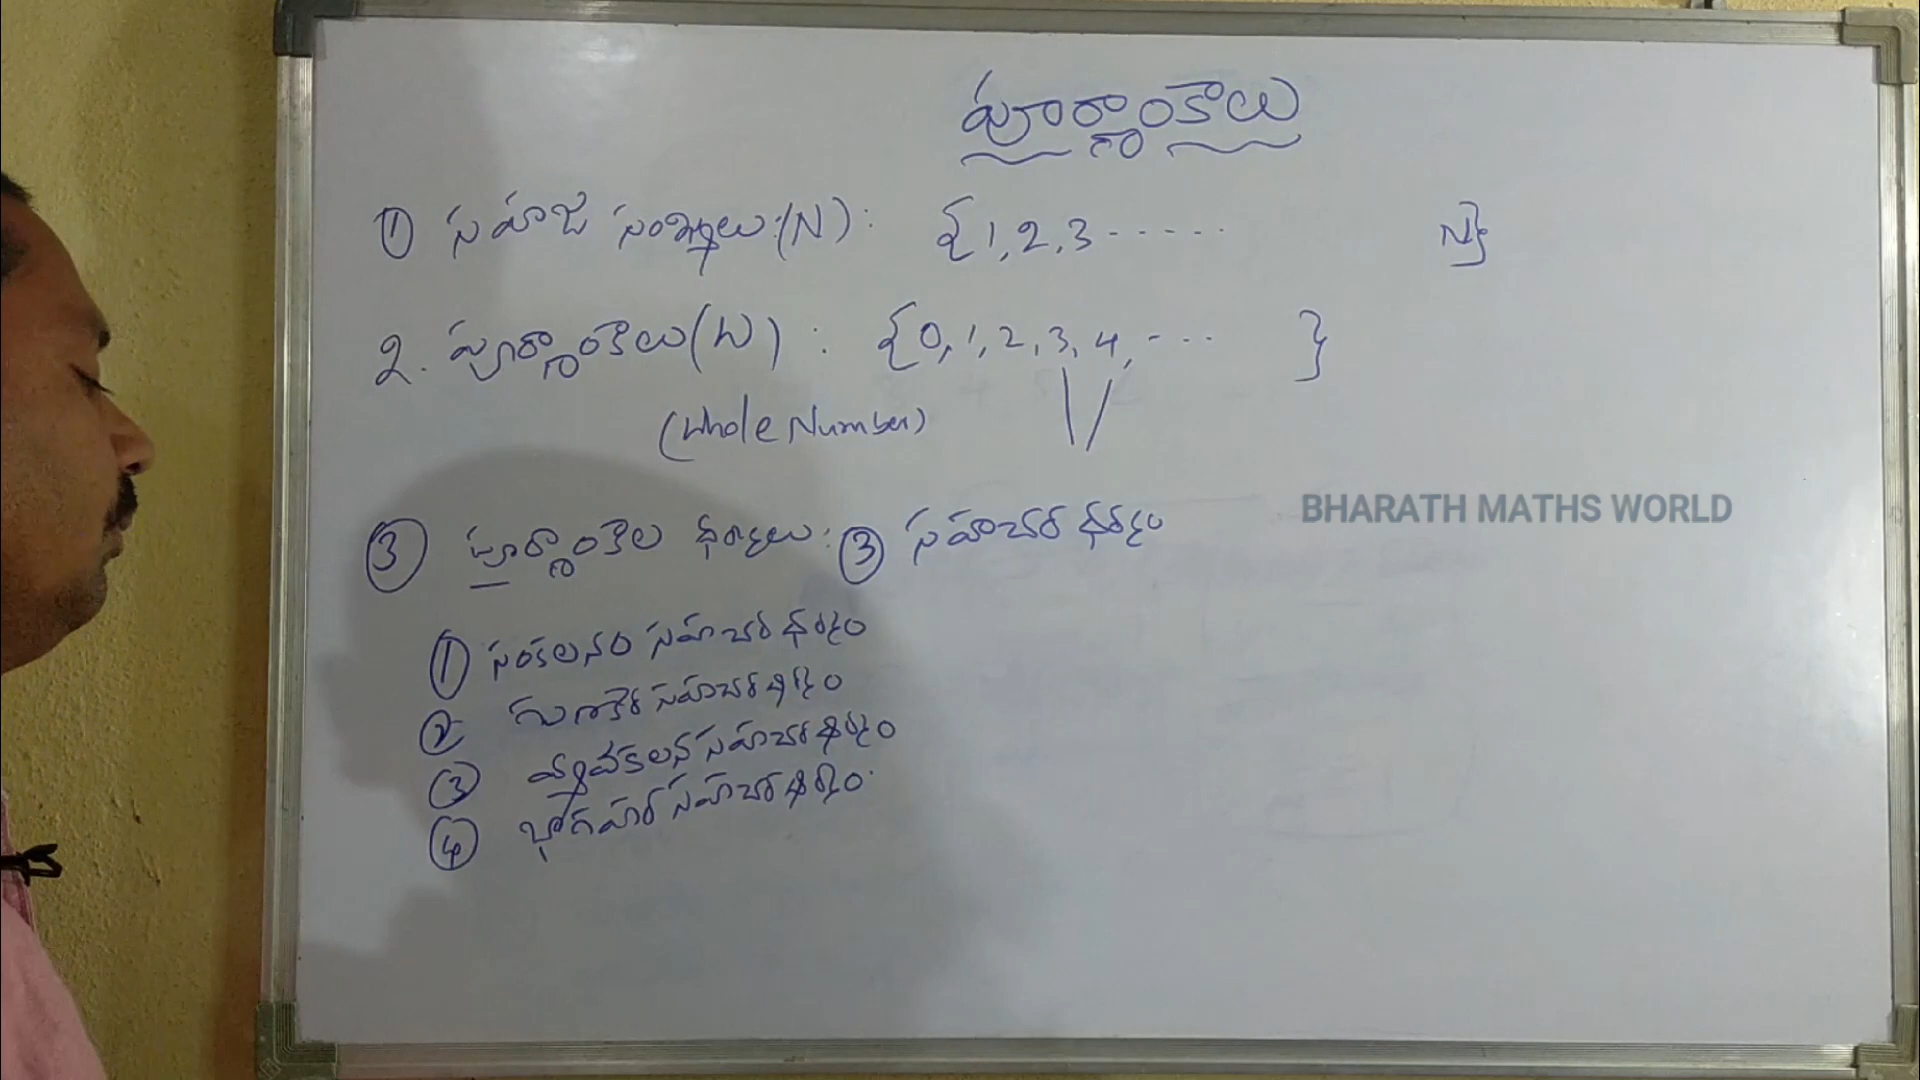 పూర్ణాంకాలు
① సహజ సంఖ్యలు:(N): {1,2,3------ N}
2. పూర్ణాంకాలు(W) : {0,1,2,3,4,--- }
(Whole Number)
③ పూర్ణాంకాల ధర్మాలు: ③ సహచర ధర్మం
BHARATH MATHS WORLD
① సంకలనం సహచర ధర్మం
② గుణకార సహచర ధర్మం
③ వ్యవకలన సహచర ధర్మం
④ భాగహార సహచర ధర్మం.